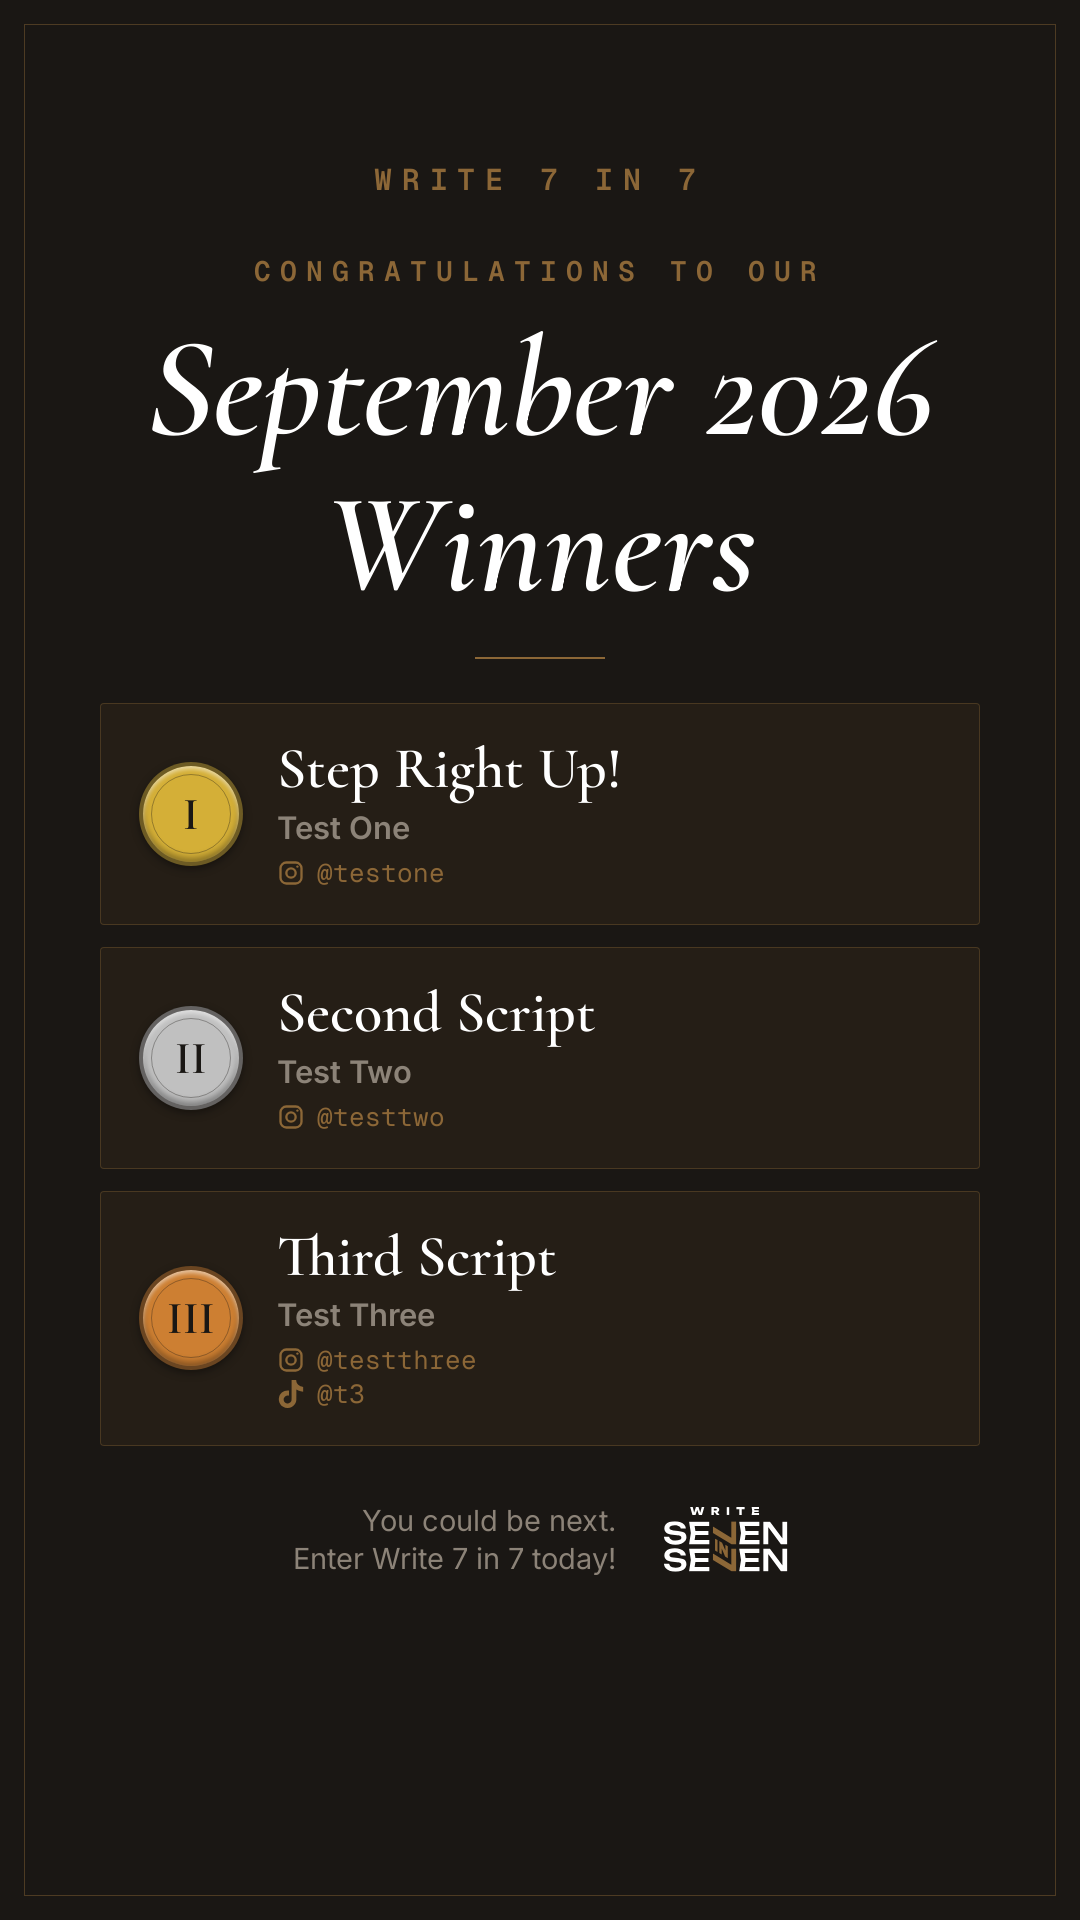 WRITE 7 IN 7
CONGRATULATIONS TO OUR
September 2026
Winners
I
Step Right Up!
Test One
@testone
II
Second Script
Test Two
@testtwo
III
Third Script
Test Three
@testthree
@t3
You could be next.
Enter Write 7 in 7 today!
WRITE
SEVEN
IN
SEVEN